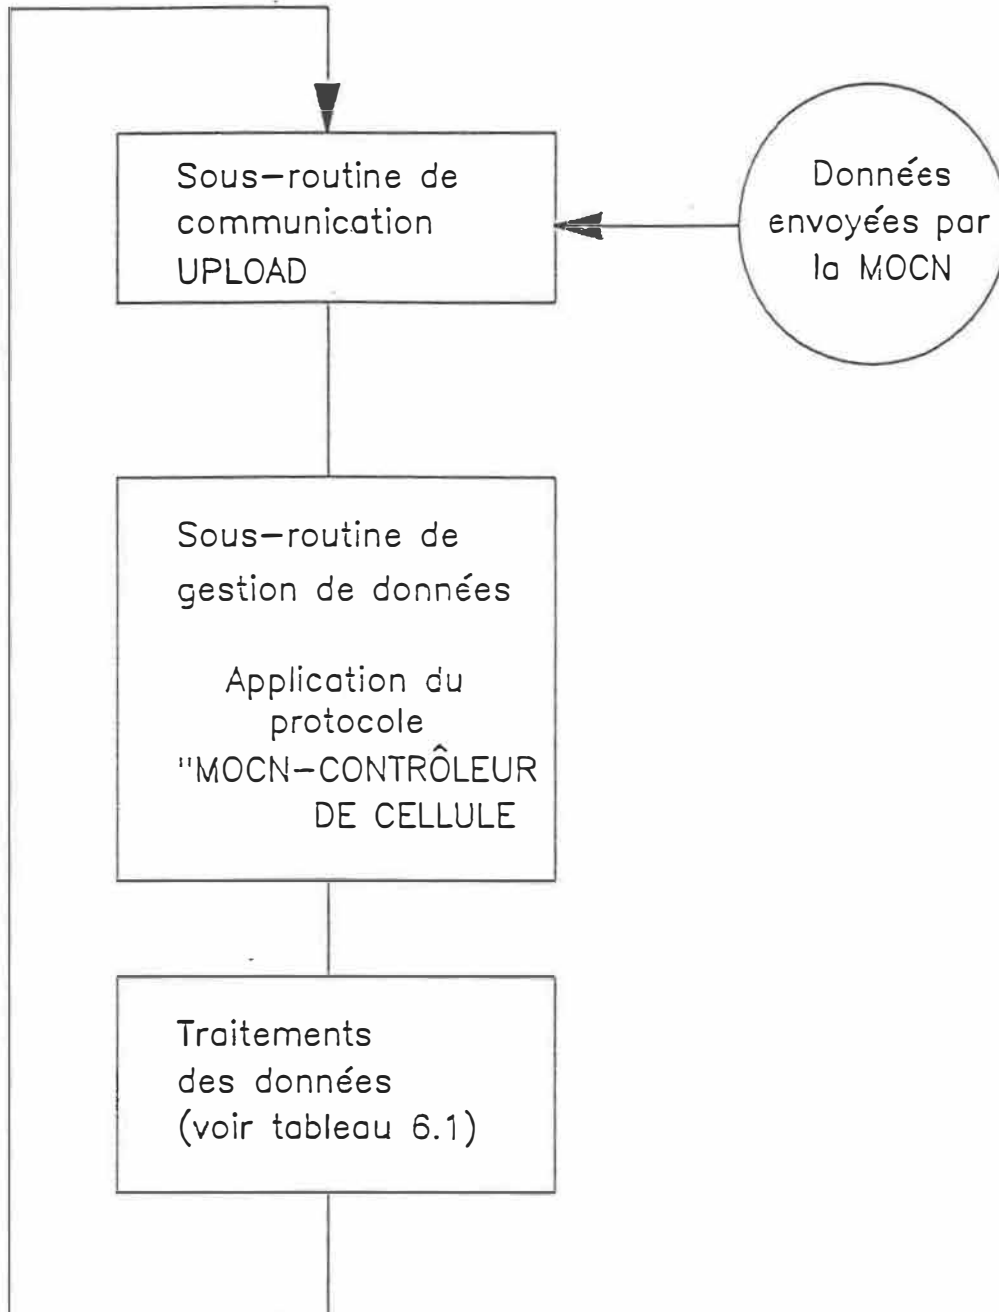 Sous-routine de
communication
UPLOAD
Données
envoyées par
la MOCN
Sous-routine de
gestion de données
Application du
protocole
"MOCN-CONTRÔLEUR
DE CELLULE
Traitements
des données
(voir tableau 6.1)